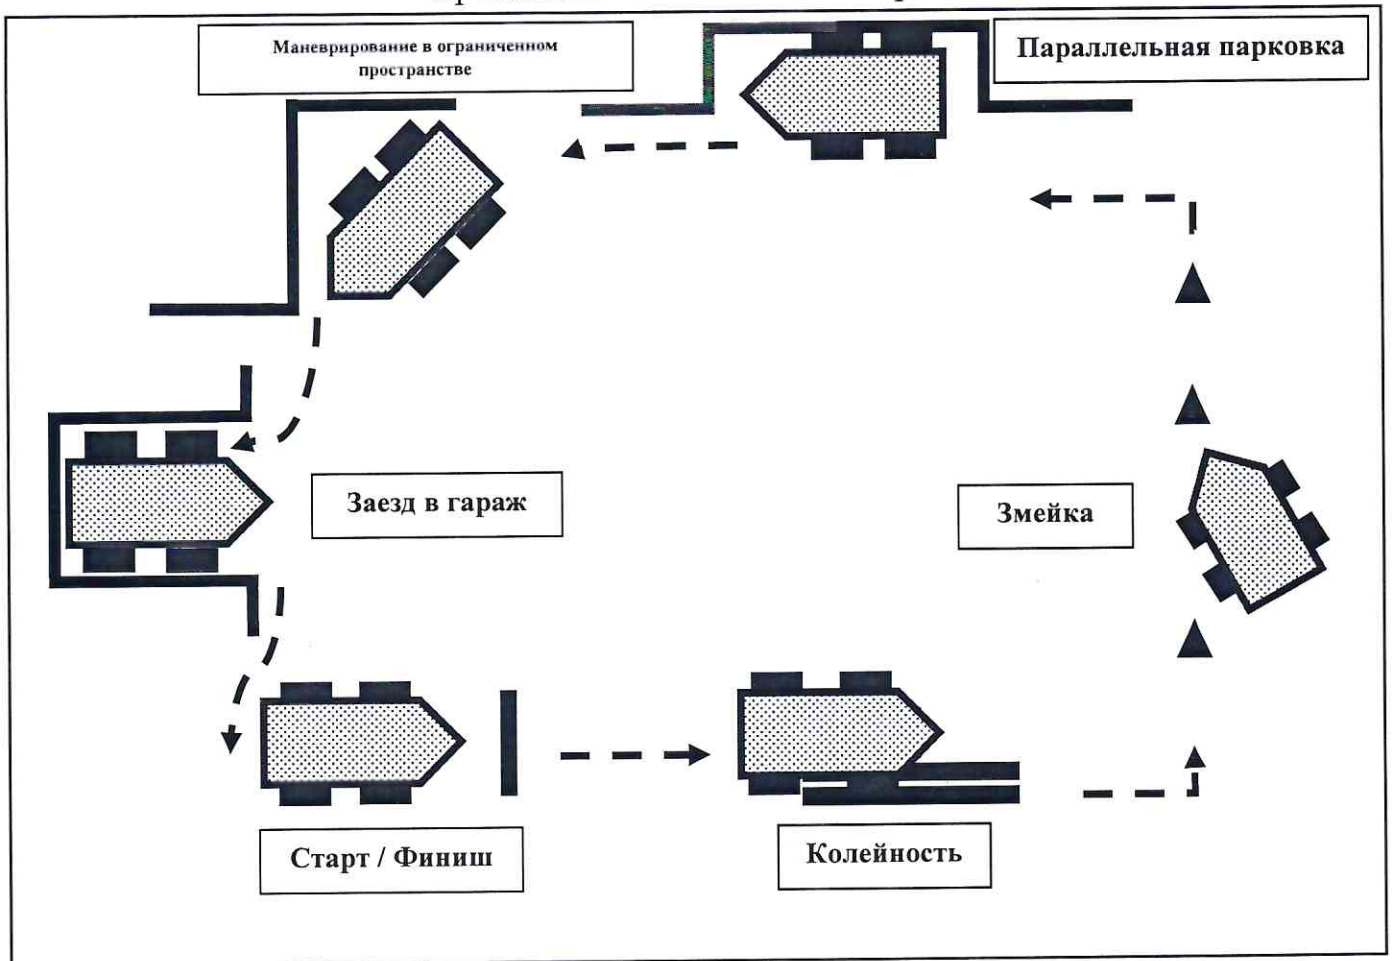 Маневрирование в ограниченном
пространстве
Параллельная парковка
Заезд в гараж
Змейка
Старт / Финиш
Колейность